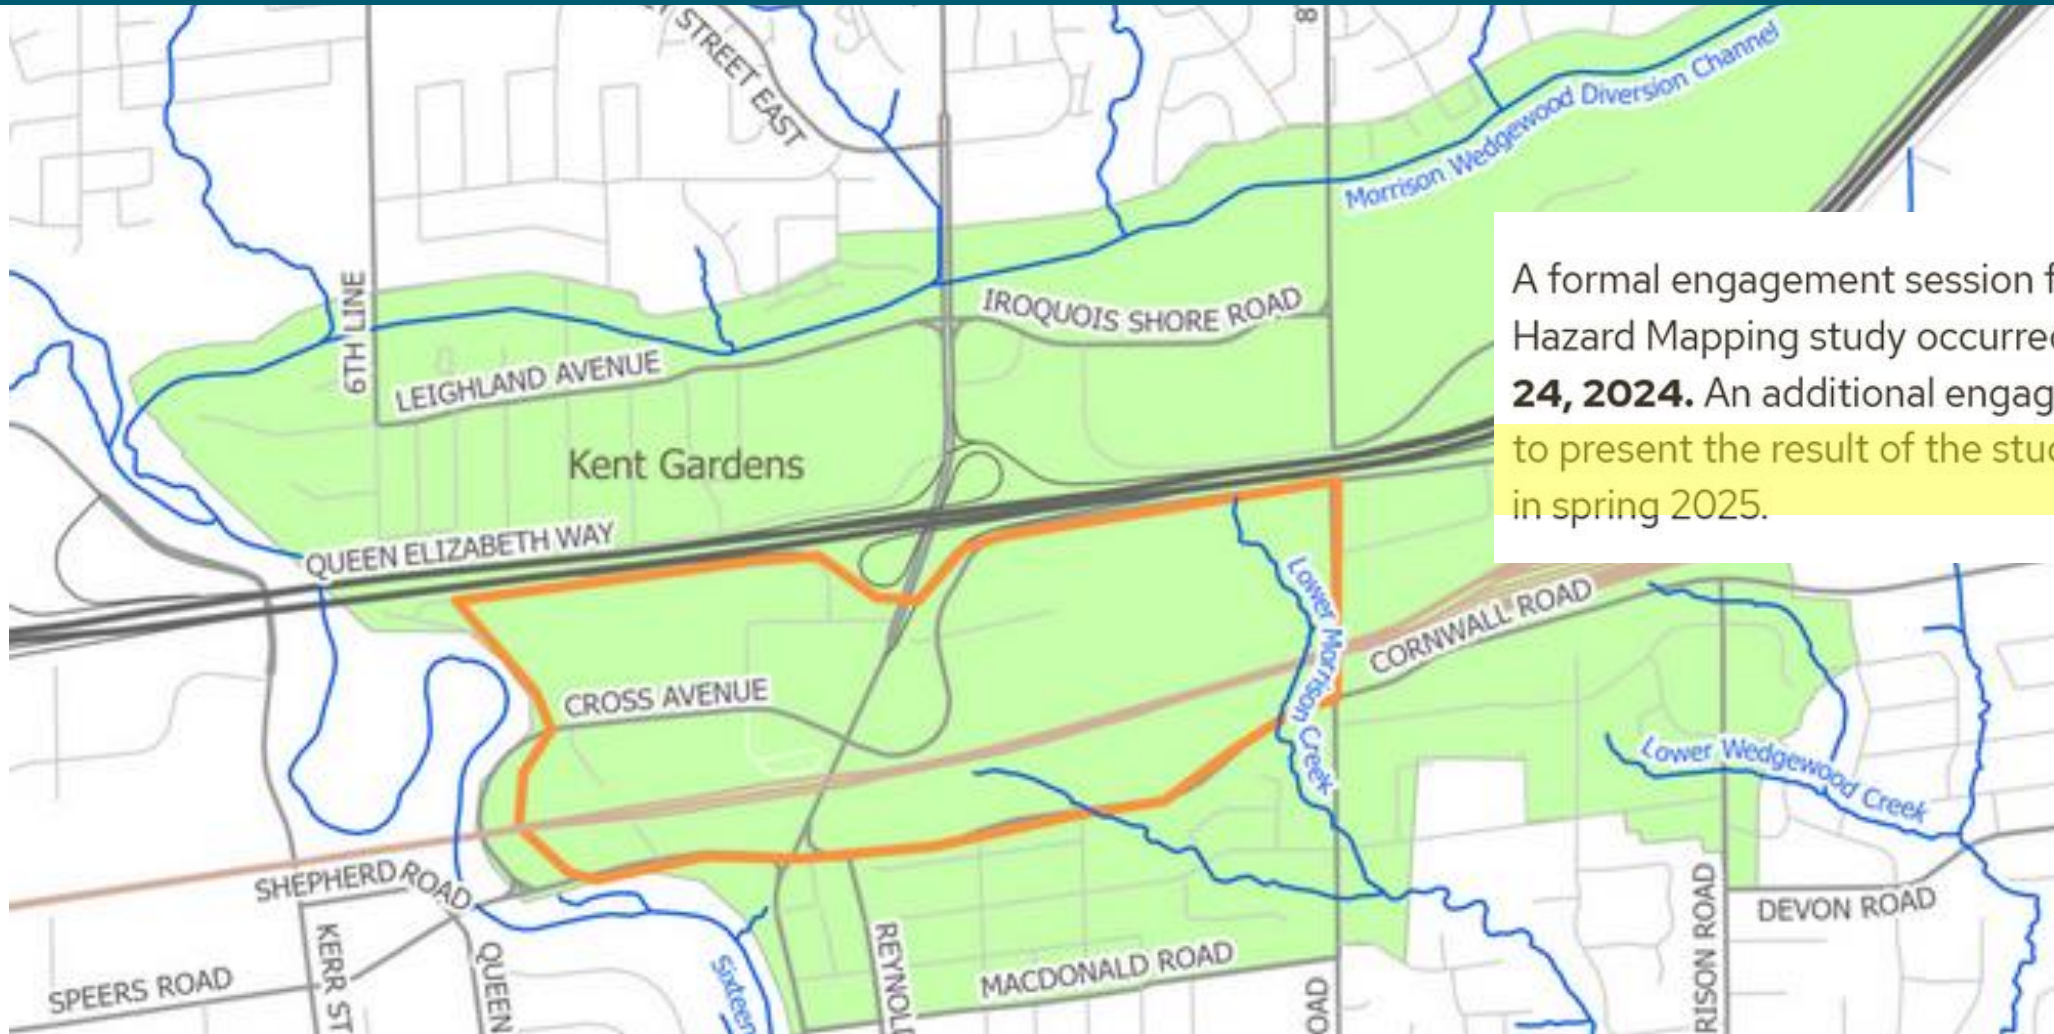 STREET EAST
8
Morrison Wedgewood Diversion Channel
6TH LINE
IROQUOIS SHORE ROAD
LEIGHLAND AVENUE
Kent Gardens
QUEEN ELIZABETH WAY
A formal engagement session f
Hazard Mapping study occurre
24, 2024. An additional engag
to present the result of the stu
in spring 2025.
Lower Morrison Creek
CORNWALL ROAD
CROSS AVENUE
Lower Wedgewood Creek
SHEPHERD ROAD
DEVON ROAD
RISON ROAD
KERR ST
QUEEN
REYNOL
MACDONALD ROAD
SPEERS ROAD
Sixteen
OAD